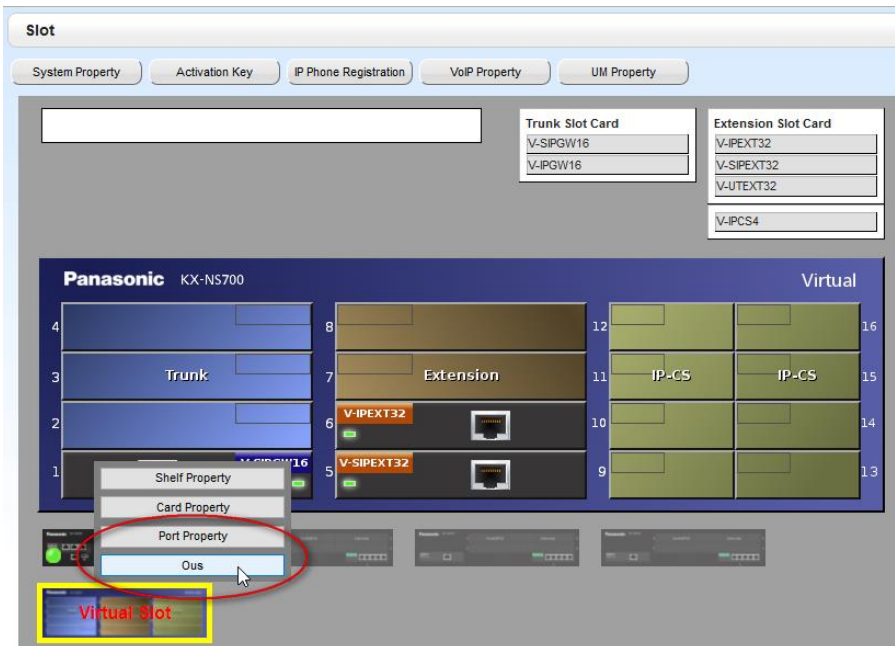 Slot
System Property
Activation Key
IP Phone Registration
VoIP Property
UM Property
Trunk Slot Card
V-SIPGW16
V-IPGW16
Extension Slot Card
V-IPEXT32
V-SIPEXT32
V-UTEXT32
V-IPCS4
Panasonic KX-NS700 Virtual
4 8 12 16
3 Trunk 7 Extension 11 IP-CS IP-CS 15
2 6 V-IPEXT32 10 14
1 V-SIPGW16 5 V-SIPEXT32 9 13
Shelf Property
Card Property
Port Property
Ous
Virtual Slot